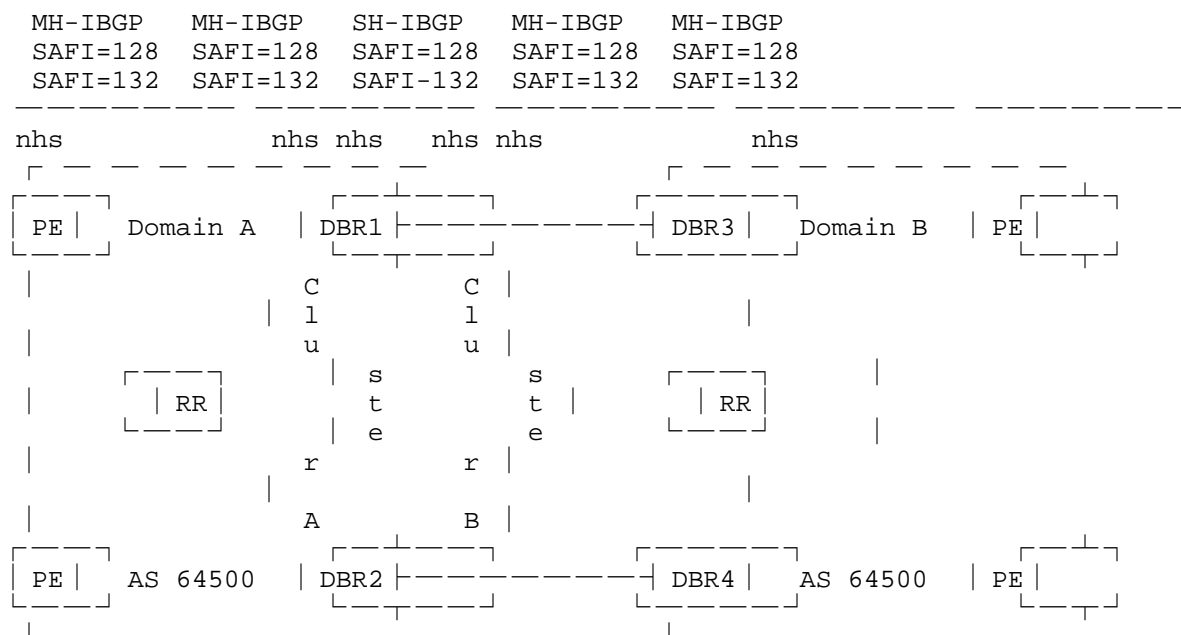 MH-IBGP MH-IBGP SH-IBGP MH-IBGP MH-IBGP
SAFI=128 SAFI=128 SAFI=128 SAFI=128 SAFI=128
SAFI=132 SAFI=132 SAFI-132 SAFI=132 SAFI=132
nhs nhs nhs nhs nhs nhs
PE Domain A DBR1 DBR3 Domain B PE
C C
l l
u u
s s
RR t t RR
e e
r r
A B
PE AS 64500 DBR2 DBR4 AS 64500 PE